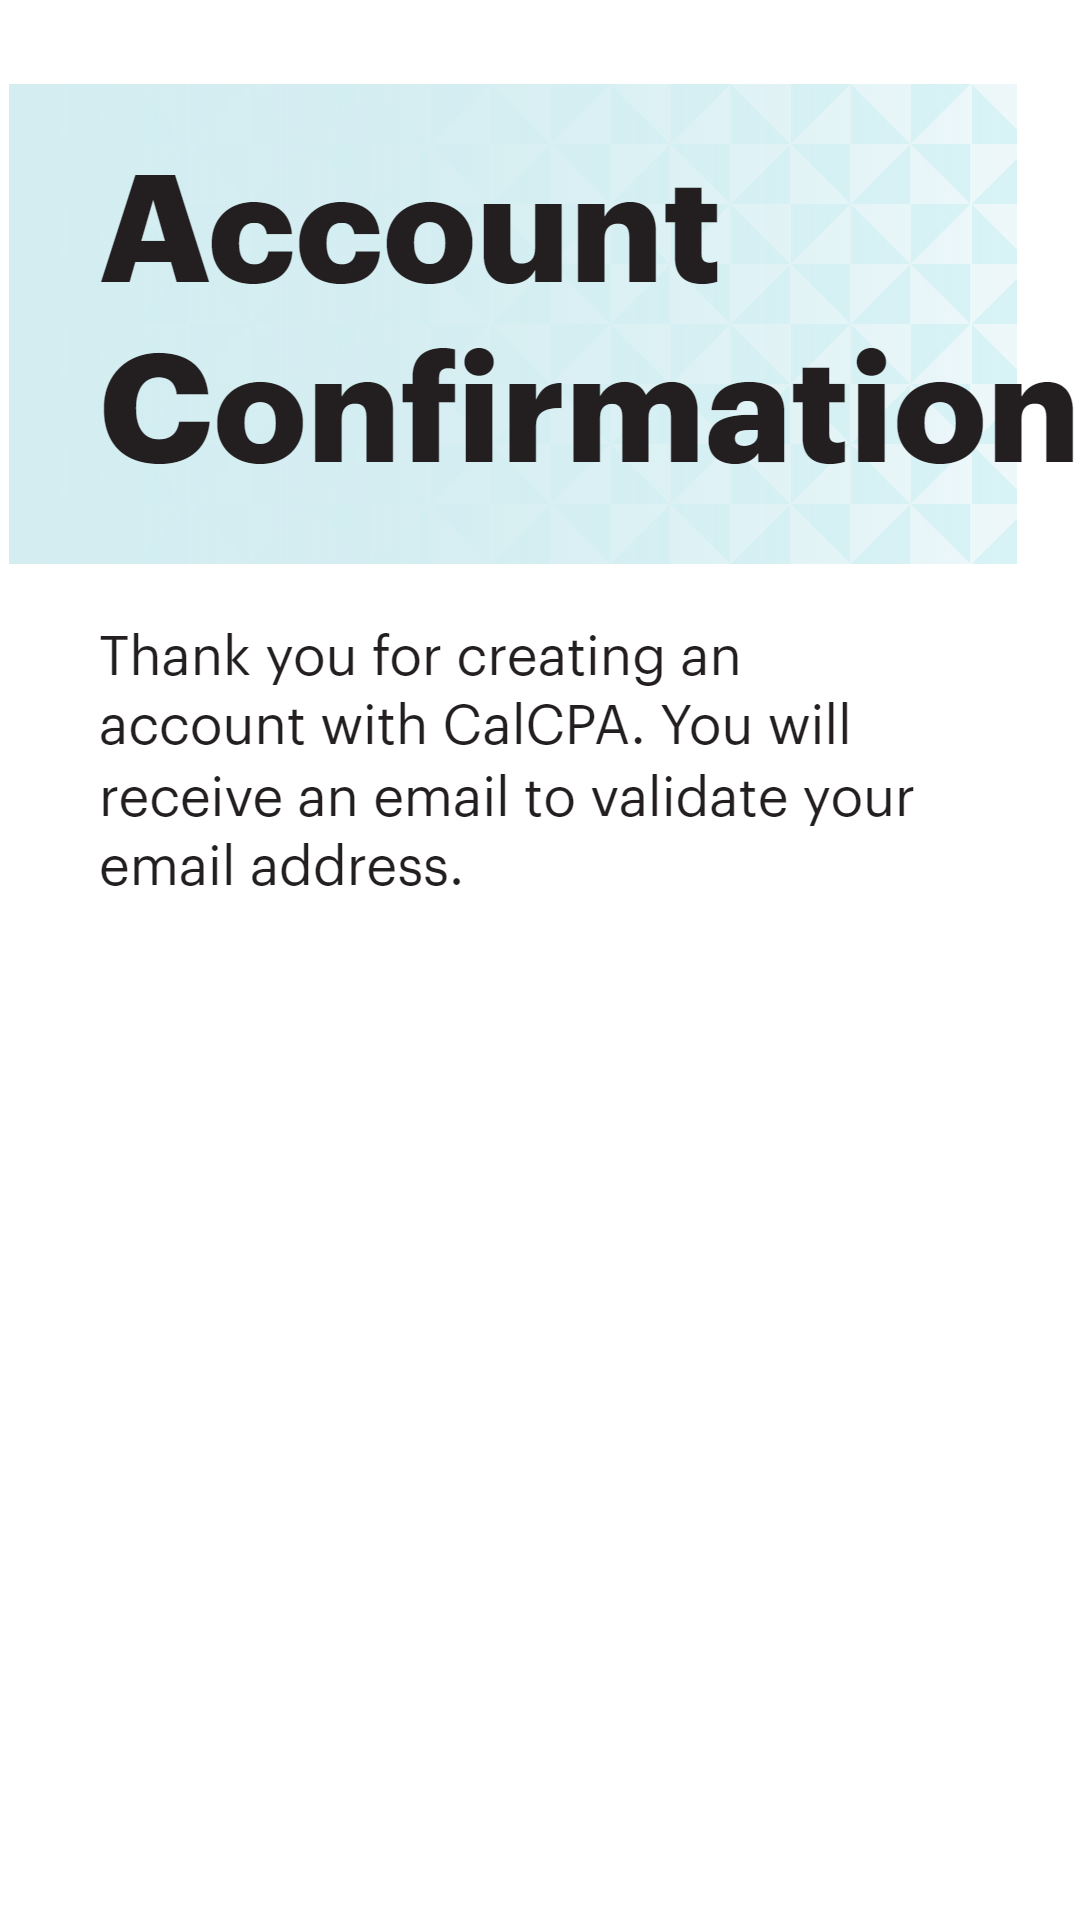 Account
Confirmation
Thank you for creating an
account with CalCPA. You will
receive an email to validate your
email address.